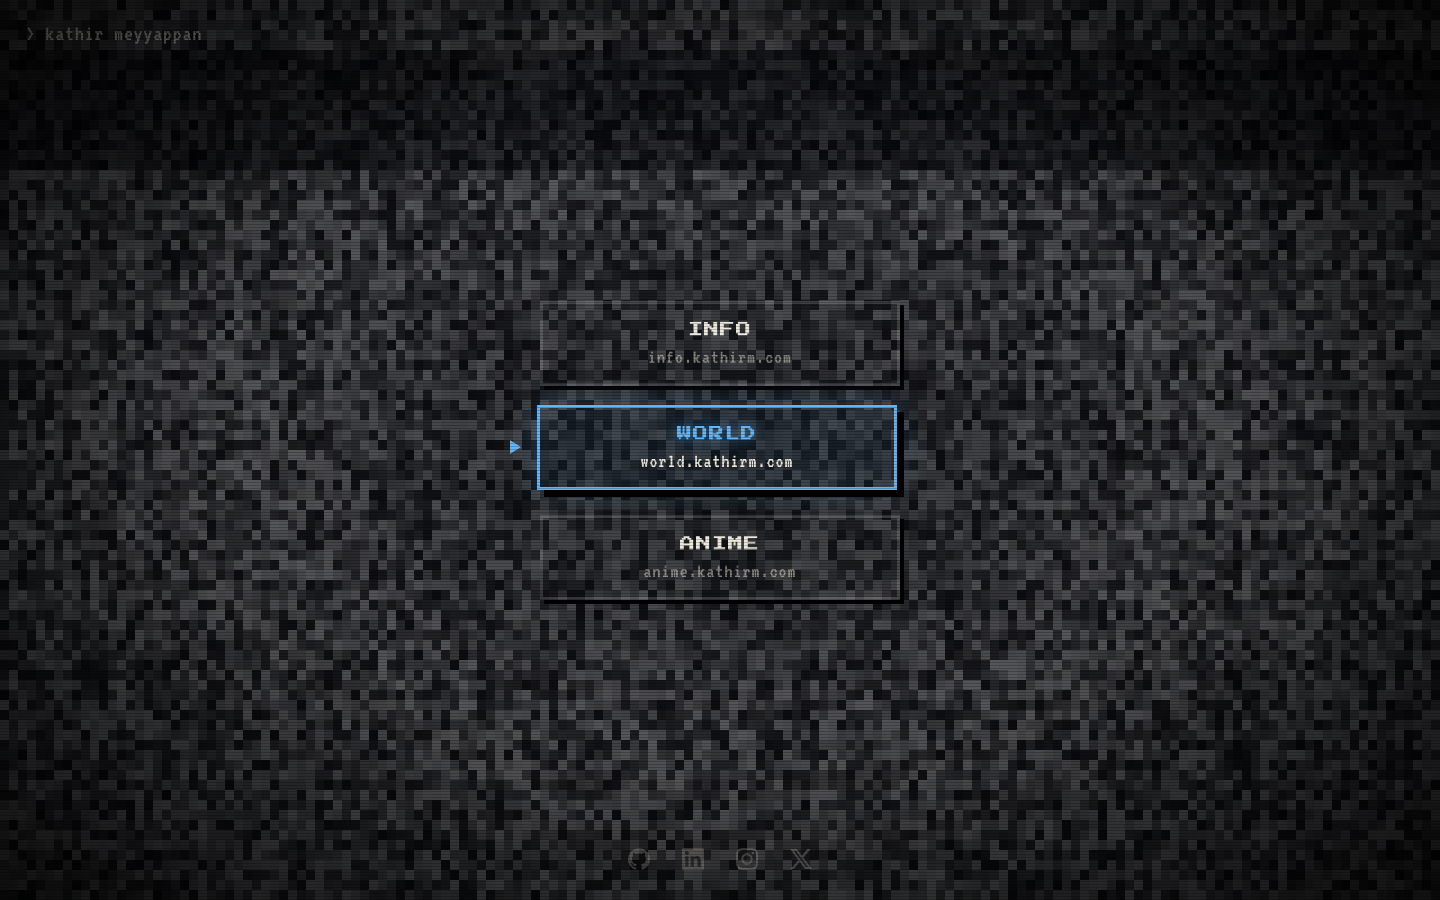 ❯ kathir meyyappan
INFO
info.kathirm.com
WORLD
world.kathirm.com
ANIME
anime.kathirm.com